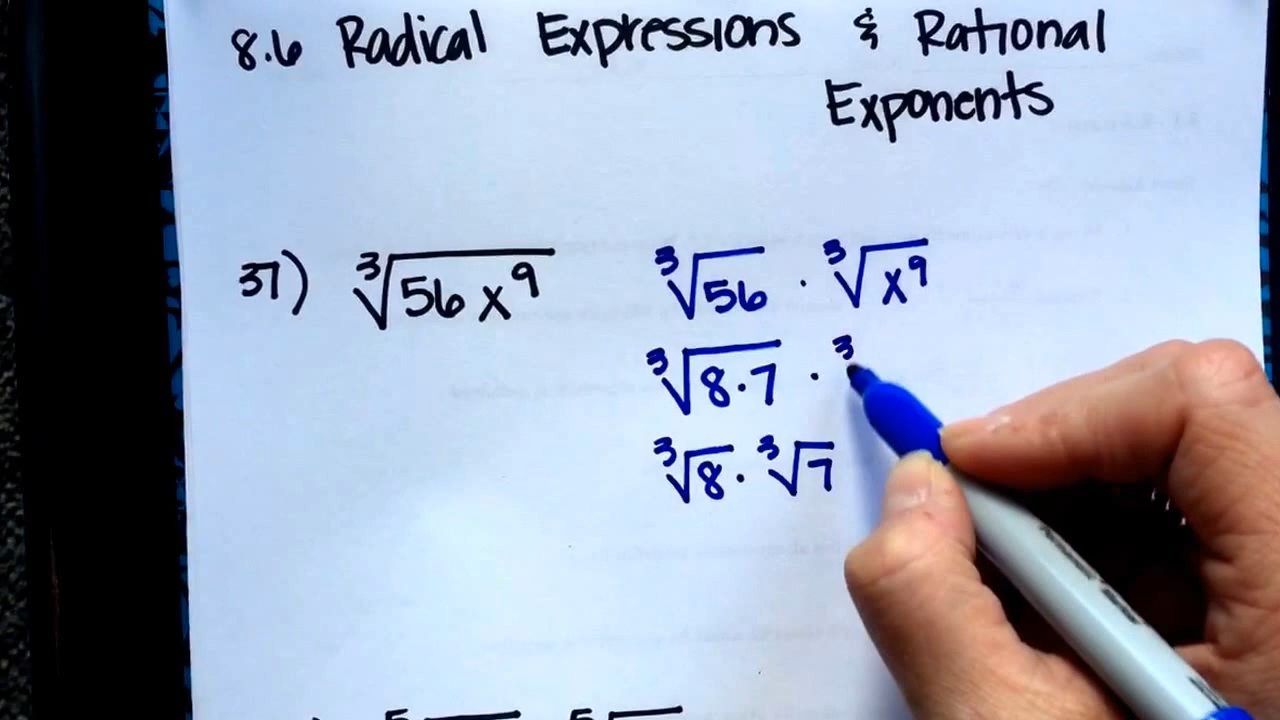 8.6 Radical Expressions & Rational
Exponents
37) ∛56x⁹ ∛56 · ∛x⁹
∛8·7 · 3
∛8 · ∛7